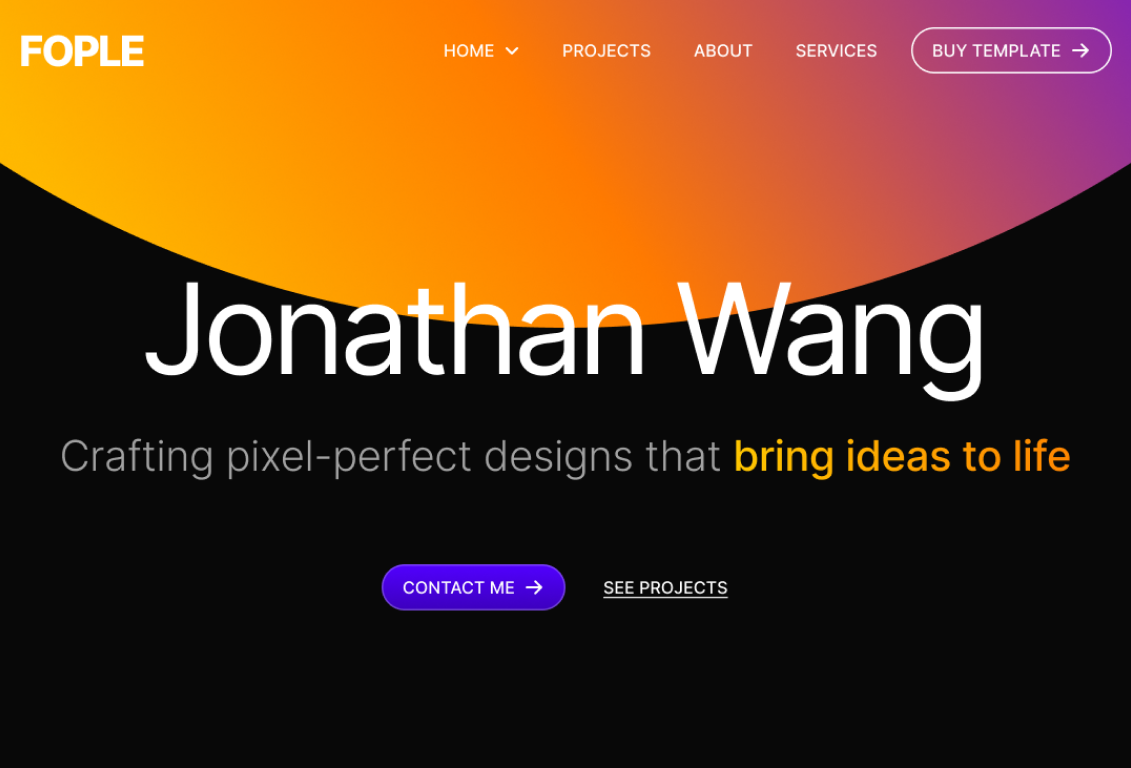 FOPLE
HOME
PROJECTS
ABOUT
SERVICES
BUY TEMPLATE
Jonathan Wang
Crafting pixel-perfect designs that bring ideas to life
CONTACT ME
SEE PROJECTS